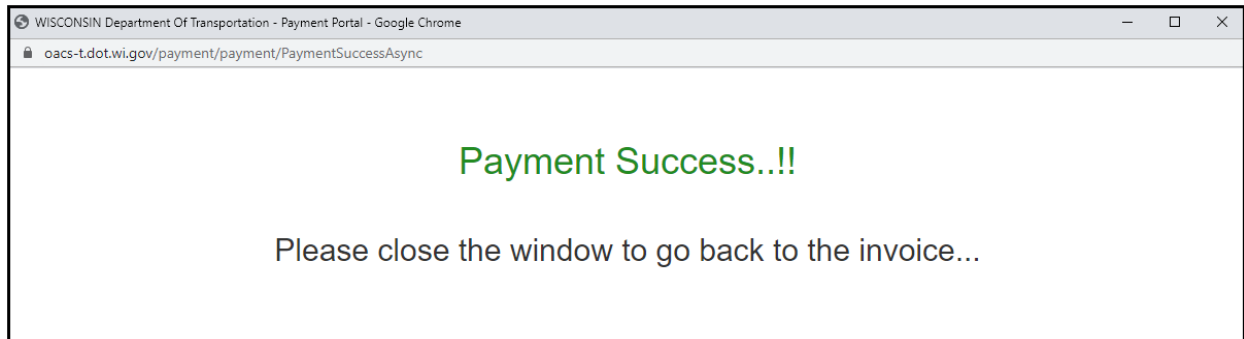 WISCONSIN Department Of Transportation - Payment Portal - Google Chrome
oacs-t.dot.wi.gov/payment/payment/PaymentSuccessAsync
Payment Success..!!
Please close the window to go back to the invoice...